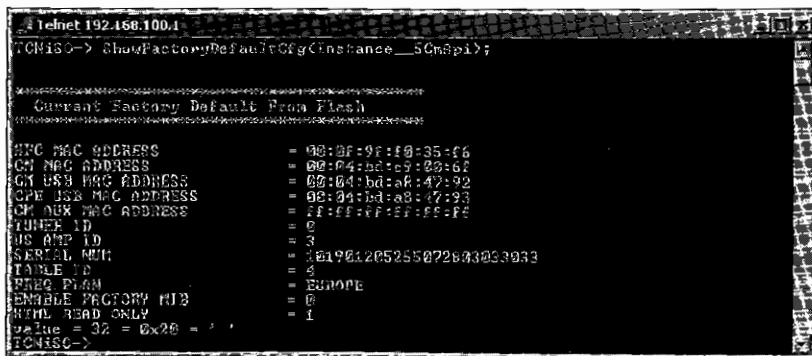 Telnet 192.168.100.1
TCNiSO-> ShowFactoryDefaultCfg(Instance__5CmSpi);
Current Factory Default From Flash
HFC MAC ADDRESS = 00:0f:9f:f0:35:f6
CM MAC ADDRESS = 00:04:bd:c9:00:6f
CM USB MAC ADDRESS = 00:04:bd:a8:47:92
CPE USB MAC ADDRESS = 00:04:bd:a8:47:93
CM AUX MAC ADDRESS = ff:ff:ff:ff:ff:ff
TUNER ID = 0
US AMP ID = 3
SERIAL NUM = 101901205255072803033033
TABLE ID = 4
FREQ PLAN = EUROPE
ENABLE FACTORY MIB = 0
HTML READ ONLY = 1
value = 32 = 0x20 = ' '
TCNiSO->